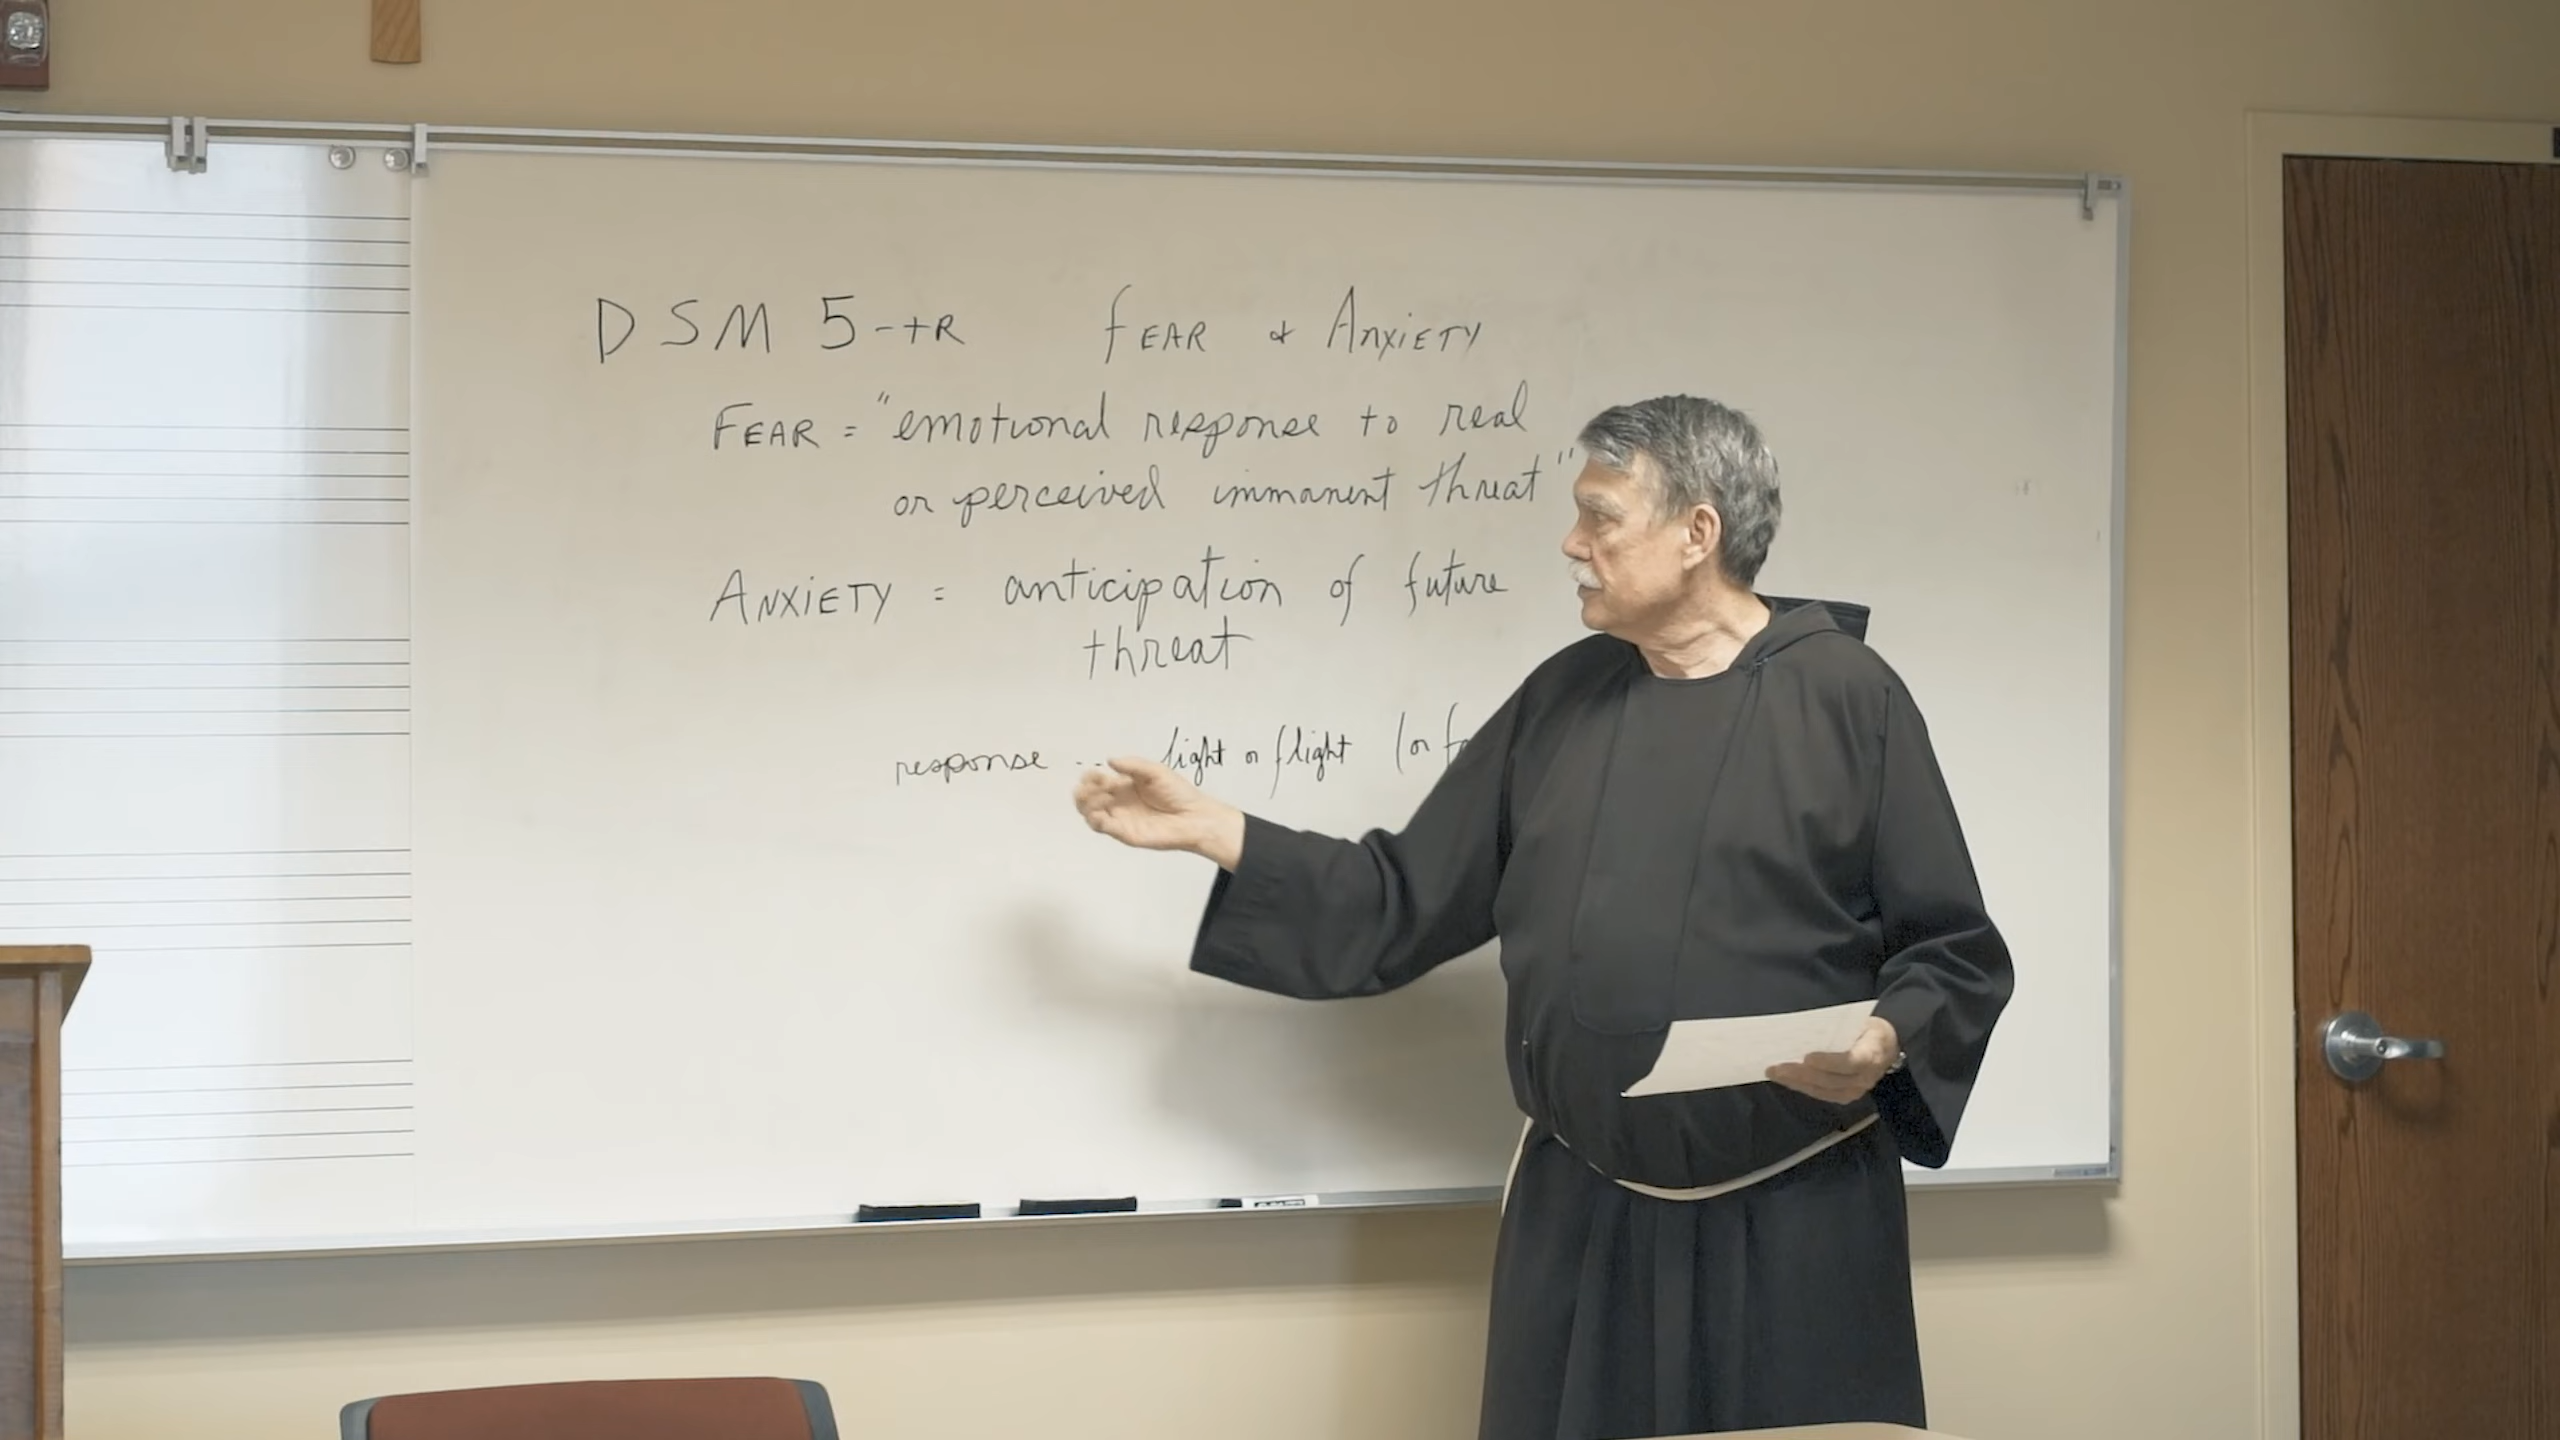 DSM 5-TR FEAR & ANXIETY
FEAR = "emotional response to real
or perceived immanent threat"
ANXIETY = anticipation of future
threat
response ... fight or flight (or